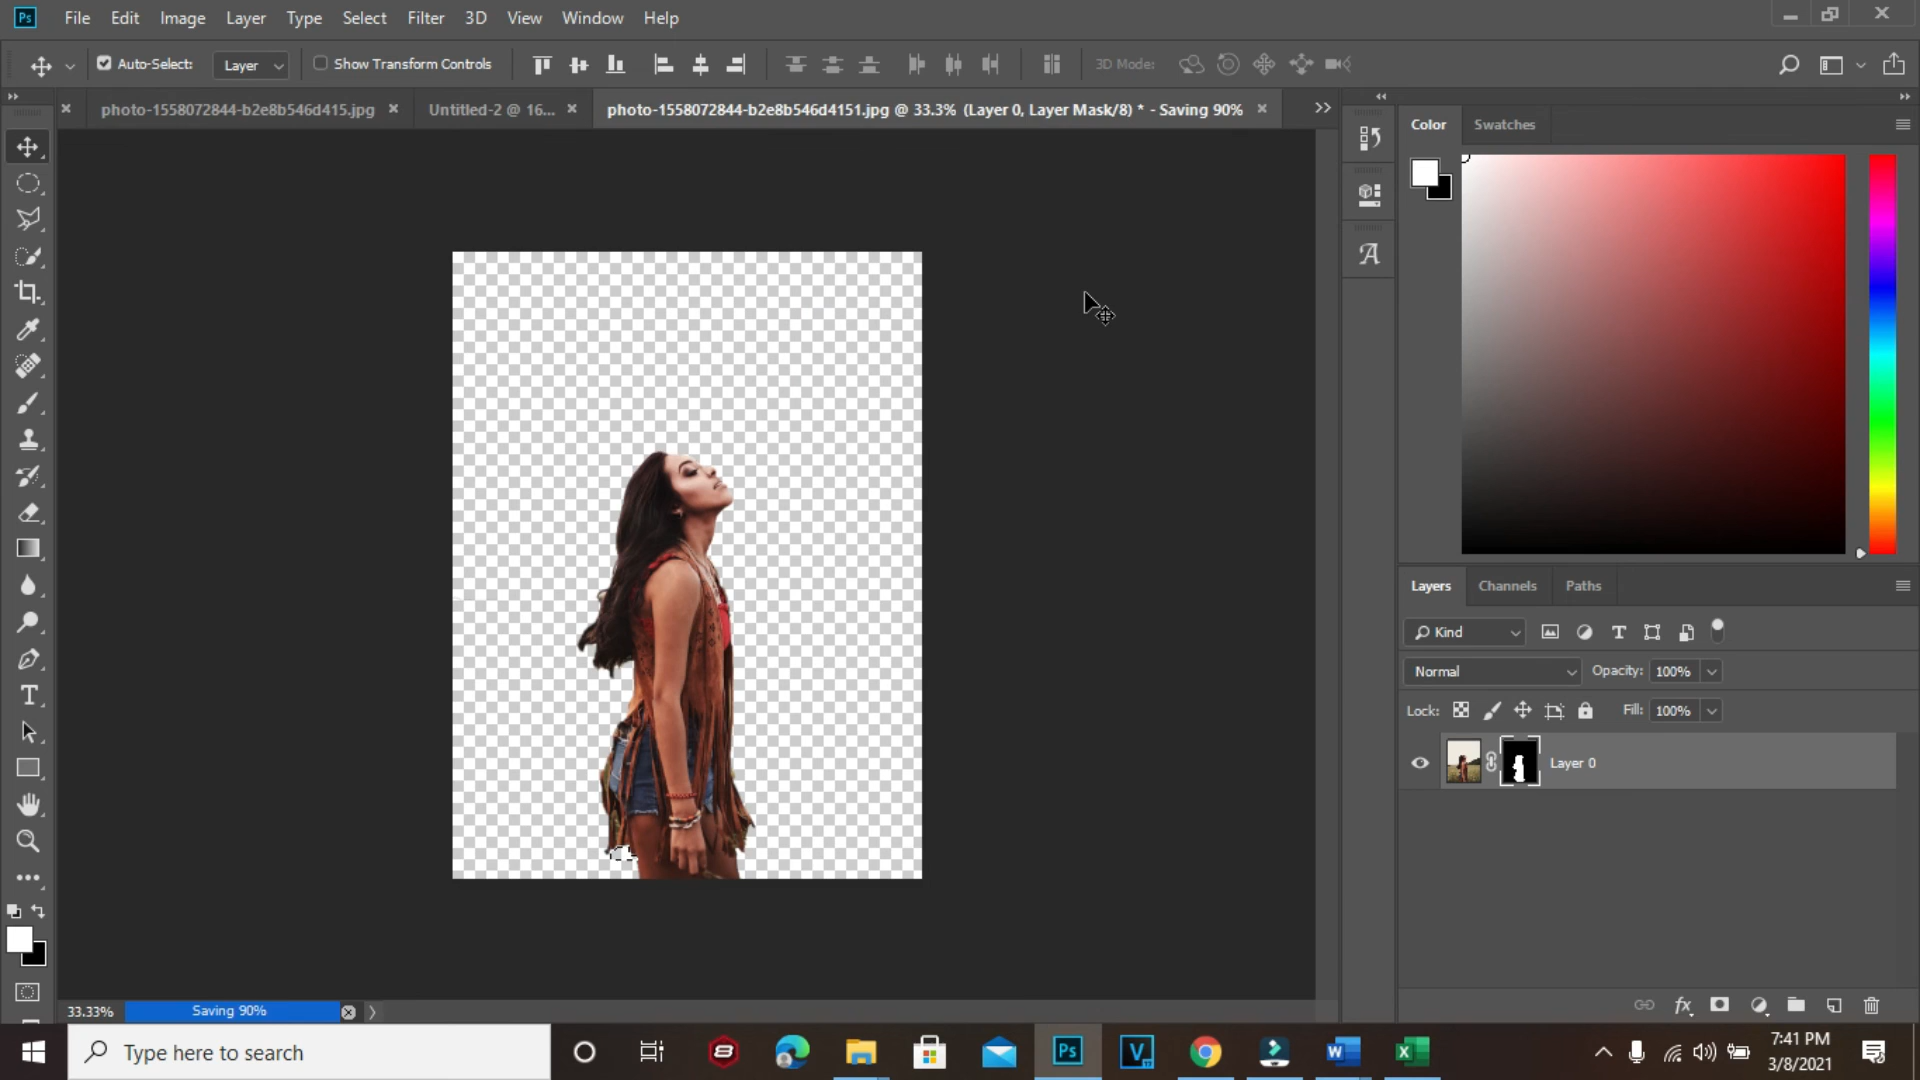 Ps File Edit Image Layer Type Select Filter 3D View Window Help
Auto-Select: Layer Show Transform Controls 3D Mode:
photo-1558072844-b2e8b546d415.jpg Untitled-2 @ 16... photo-1558072844-b2e8b546d4151.jpg @ 33.3% (Layer 0, Layer Mask/8) * - Saving 90%
Color Swatches
Layers Channels Paths
Kind
Normal Opacity: 100%
Lock: Fill: 100%
Layer 0
fx
33.33% Saving 90%
Type here to search
Ps
7:41 PM
3/8/2021